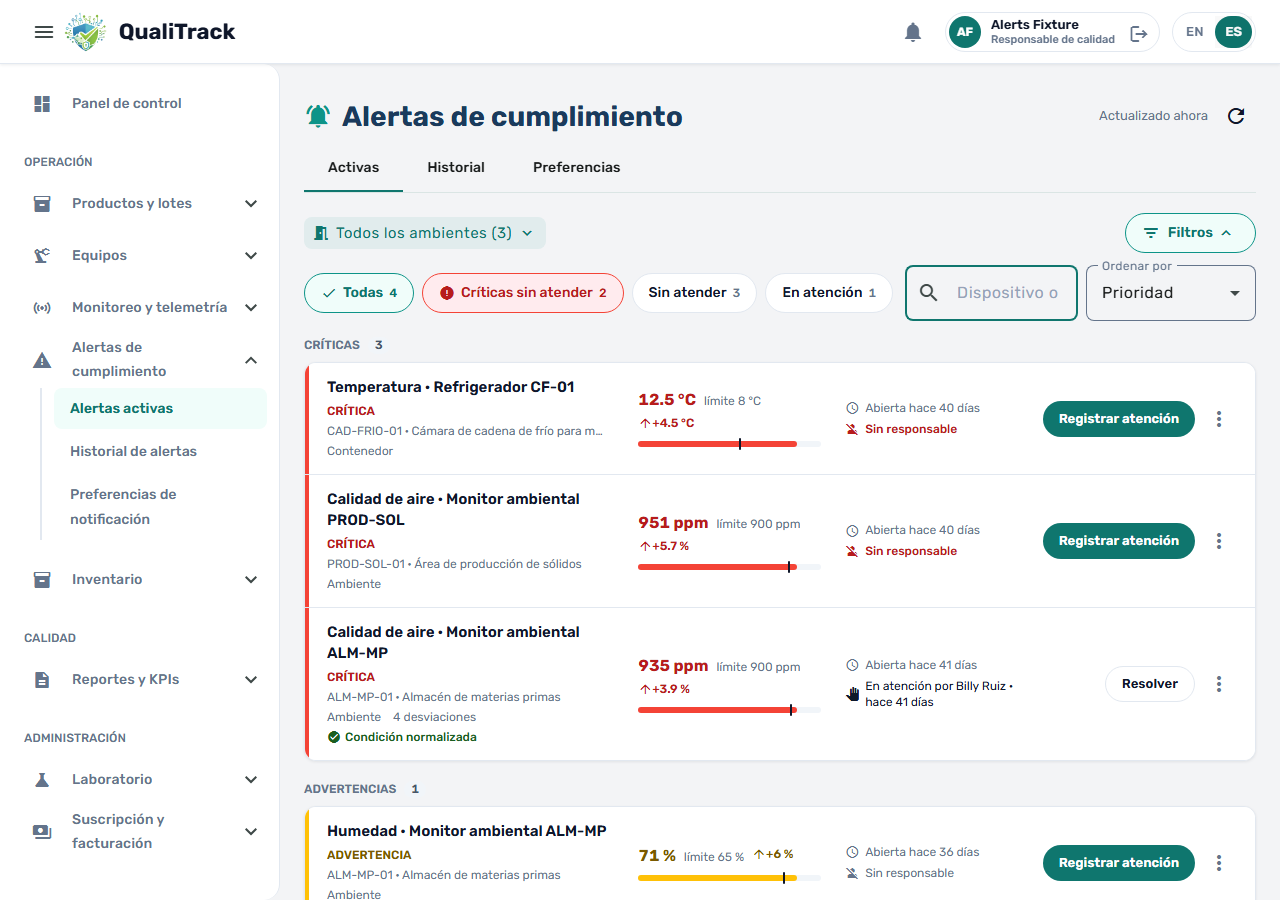 QualiTrack
AF
Alerts Fixture
Responsable de calidad
EN
ES
Panel de control
OPERACIÓN
Productos y lotes
Equipos
Monitoreo y telemetría
Alertas de
cumplimiento
Alertas activas
Historial de alertas
Preferencias de
notificación
Inventario
CALIDAD
Reportes y KPIs
ADMINISTRACIÓN
Laboratorio
Suscripción y
facturación
Alertas de cumplimiento
Actualizado ahora
Activas
Historial
Preferencias
Todos los ambientes (3)
Filtros
Todas 4
Críticas sin atender 2
Sin atender 3
En atención 1
Dispositivo o
Ordenar por
Prioridad
CRÍTICAS 3
Temperatura • Refrigerador CF-01
CRÍTICA
CAD-FRIO-01 • Cámara de cadena de frío para m...
Contenedor
12.5 °C límite 8 °C
↑+4.5 °C
Abierta hace 40 días
Sin responsable
Registrar atención
Calidad de aire • Monitor ambiental
PROD-SOL
CRÍTICA
PROD-SOL-01 • Área de producción de sólidos
Ambiente
951 ppm límite 900 ppm
↑+5.7 %
Abierta hace 40 días
Sin responsable
Registrar atención
Calidad de aire • Monitor ambiental
ALM-MP
CRÍTICA
ALM-MP-01 • Almacén de materias primas
Ambiente 4 desviaciones
Condición normalizada
935 ppm límite 900 ppm
↑+3.9 %
Abierta hace 41 días
En atención por Billy Ruiz •
hace 41 días
Resolver
ADVERTENCIAS 1
Humedad • Monitor ambiental ALM-MP
ADVERTENCIA
ALM-MP-01 • Almacén de materias primas
Ambiente
71 % límite 65 % ↑+6 %
Abierta hace 36 días
Sin responsable
Registrar atención